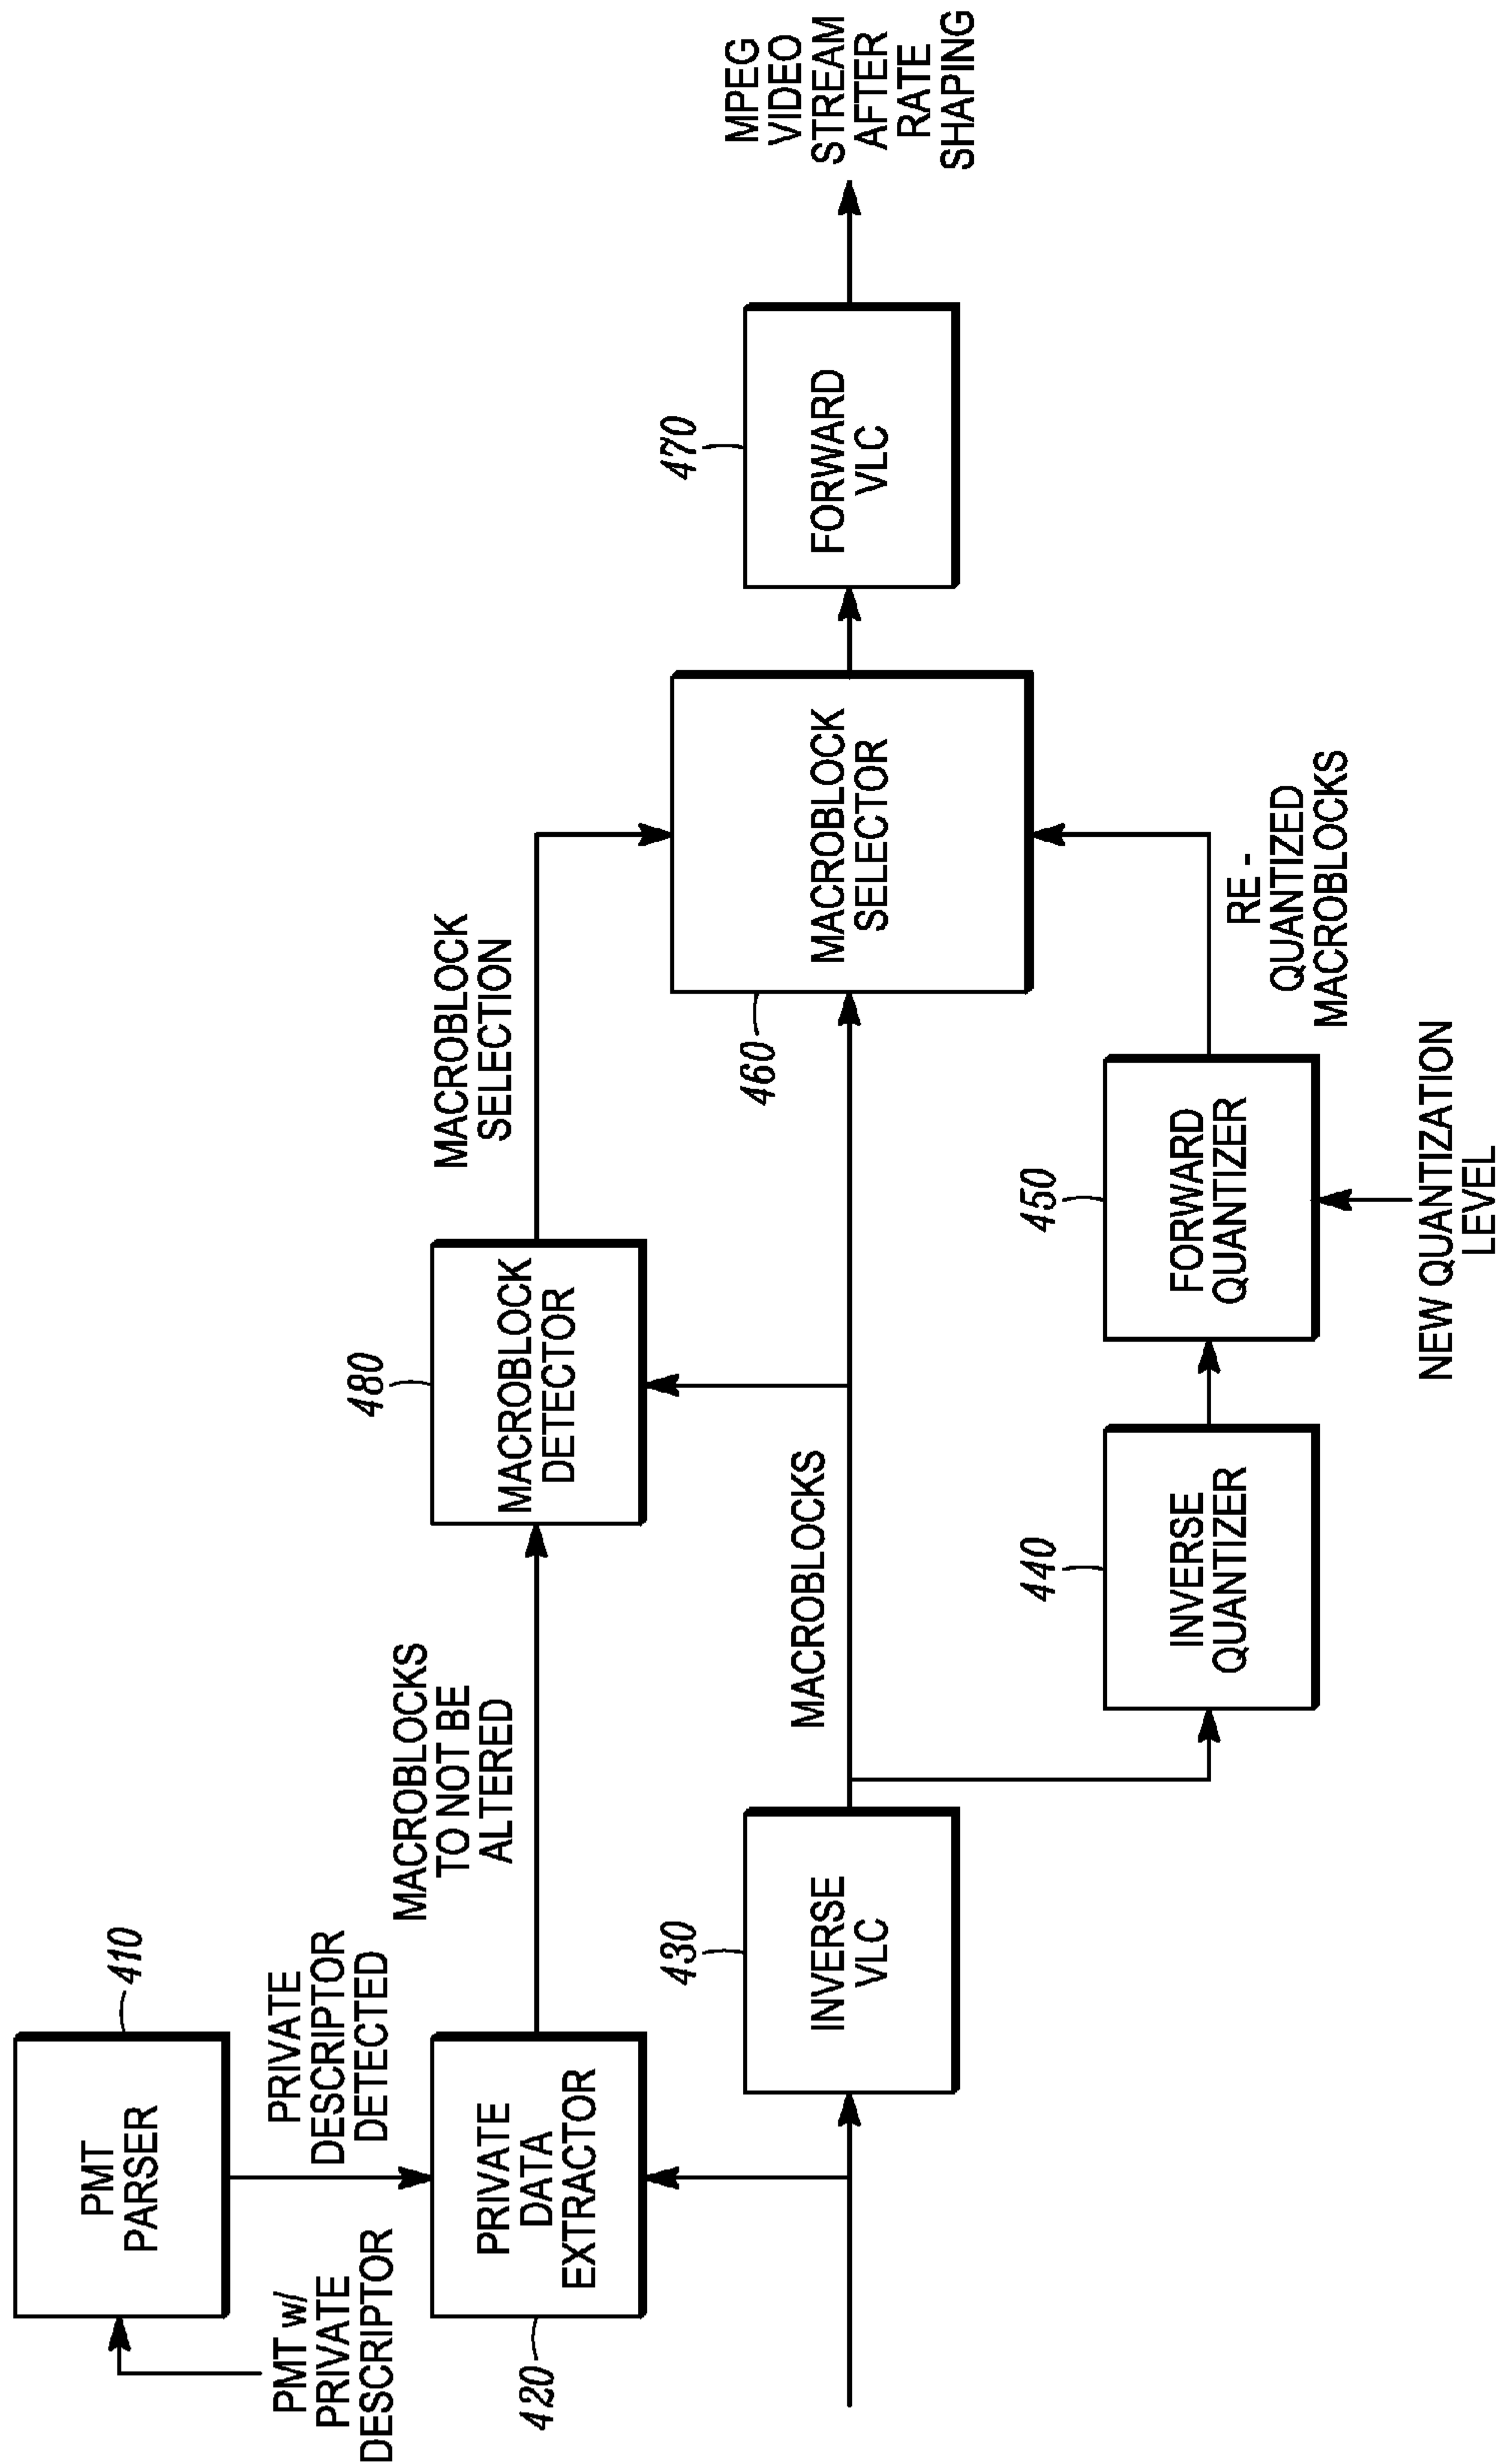 PMT w/
PRIVATE
DESCRIPTOR
PMT
PARSER
410
PRIVATE
DESCRIPTOR
DETECTED
PRIVATE
DATA
EXTRACTOR
420
MACROBLOCKS
TO NOT BE
ALTERED
480
MACROBLOCK
DETECTOR
MACROBLOCK
SELECTION
430
INVERSE
VLC
MACROBLOCKS
460
MACROBLOCK
SELECTOR
470
FORWARD
VLC
MPEG
VIDEO
STREAM
AFTER
RATE
SHAPING
440
INVERSE
QUANTIZER
450
FORWARD
QUANTIZER
NEW QUANTIZATION
LEVEL
RE -
QUANTIZED
MACROBLOCKS